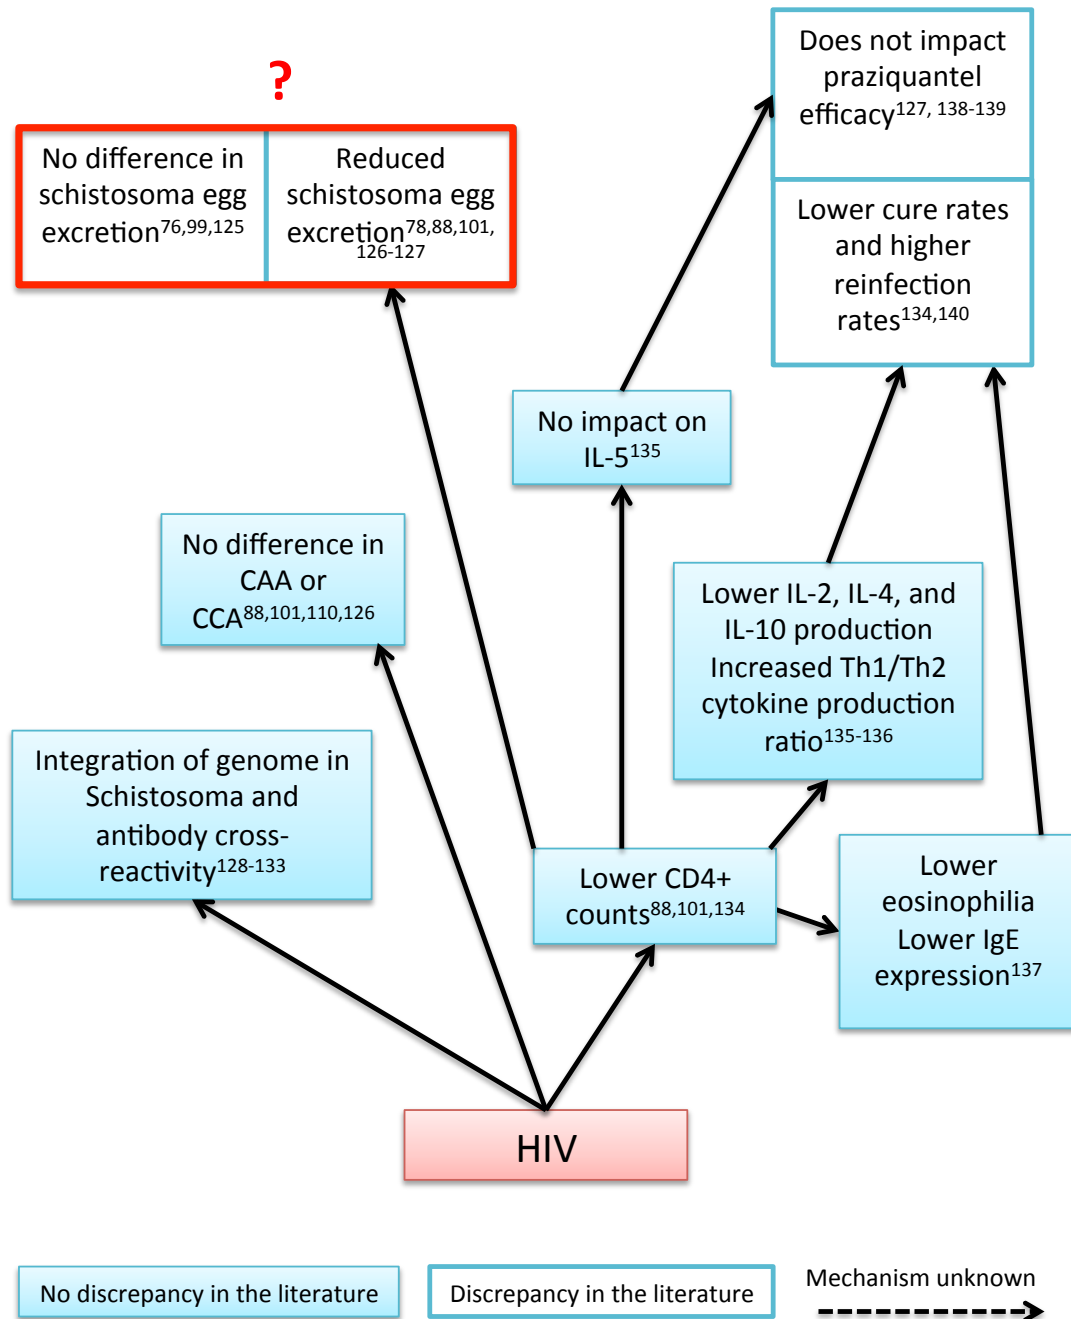 Does not impact
praziquantel
efficacy127, 138-139
?
No difference in
schistosoma egg
excretion76,99,125
Reduced
schistosoma egg
excretion78,88,101,
126-127
Lower cure rates
and higher
reinfection
rates134,140
No impact on
IL-5135
No difference in
CAA or
CCA88,101,110,126
Lower IL-2, IL-4, and
IL-10 production
Increased Th1/Th2
cytokine production
ratio135-136
Integration of genome in
Schistosoma and
antibody cross-
reactivity128-133
Lower CD4+
counts88,101,134
Lower
eosinophilia
Lower IgE
expression137
HIV
No discrepancy in the literature
Discrepancy in the literature
Mechanism unknown